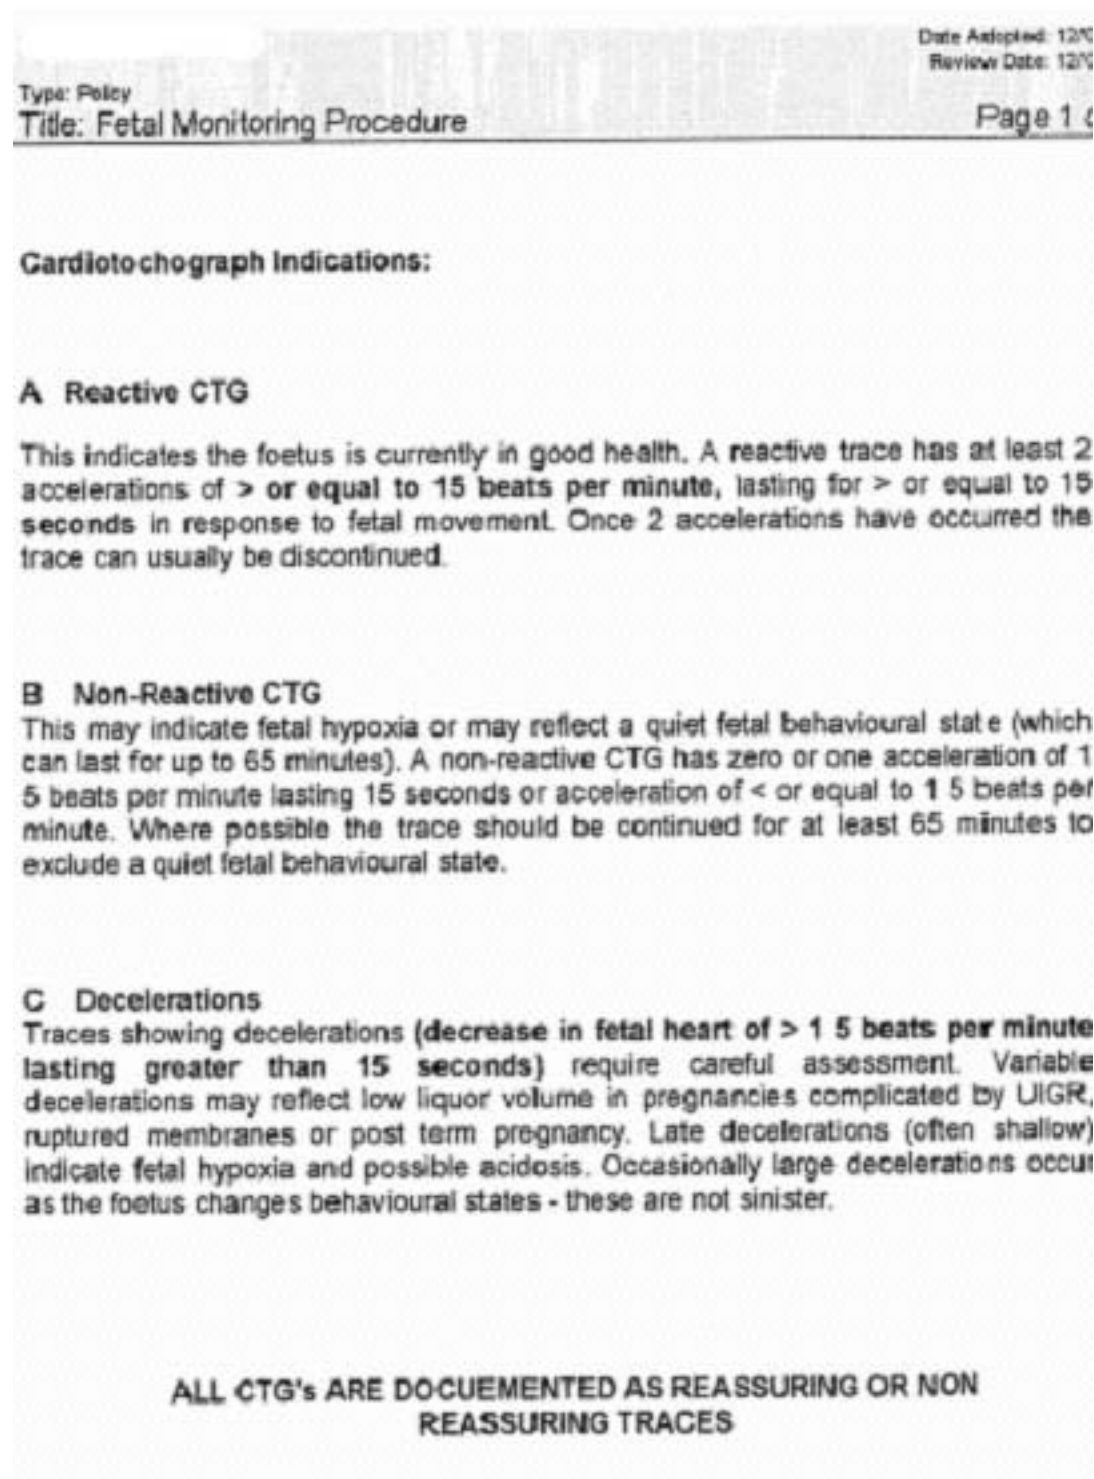 Date Adopted: 12/0
Review Date: 12/0
Type: Policy
Title: Fetal Monitoring Procedure
Page 1 o
Cardiotochograph Indications:
A Reactive CTG
This indicates the foetus is currently in good health. A reactive trace has at least 2
accelerations of > or equal to 15 beats per minute, lasting for > or equal to 15
seconds in response to fetal movement. Once 2 accelerations have occurred the
trace can usually be discontinued.
B Non-Reactive CTG
This may indicate fetal hypoxia or may reflect a quiet fetal behavioural state (which
can last for up to 65 minutes). A non-reactive CTG has zero or one acceleration of 1
5 beats per minute lasting 15 seconds or acceleration of < or equal to 1 5 beats per
minute. Where possible the trace should be continued for at least 65 minutes to
exclude a quiet fetal behavioural state.
C Decelerations
Traces showing decelerations (decrease in fetal heart of > 1 5 beats per minute
lasting greater than 15 seconds) require careful assessment. Variable
decelerations may reflect low liquor volume in pregnancies complicated by UIGR,
ruptured membranes or post term pregnancy. Late decelerations (often shallow)
indicate fetal hypoxia and possible acidosis. Occasionally large decelerations occur
as the foetus changes behavioural states - these are not sinister.
ALL CTG's ARE DOCUEMENTED AS REASSURING OR NON
REASSURING TRACES